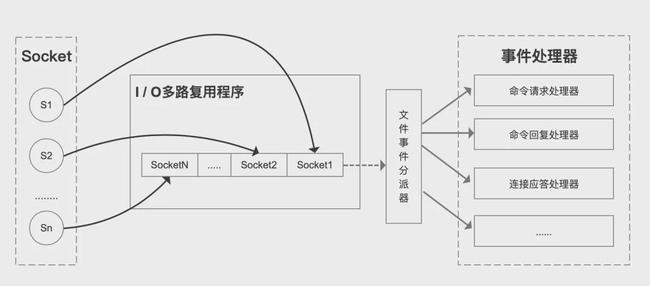 Socket
S1
S2
........
Sn
I / O多路复用程序
SocketN
.....
Socket2
Socket1
文件事件分派器
事件处理器
命令请求处理器
命令回复处理器
连接应答处理器
......